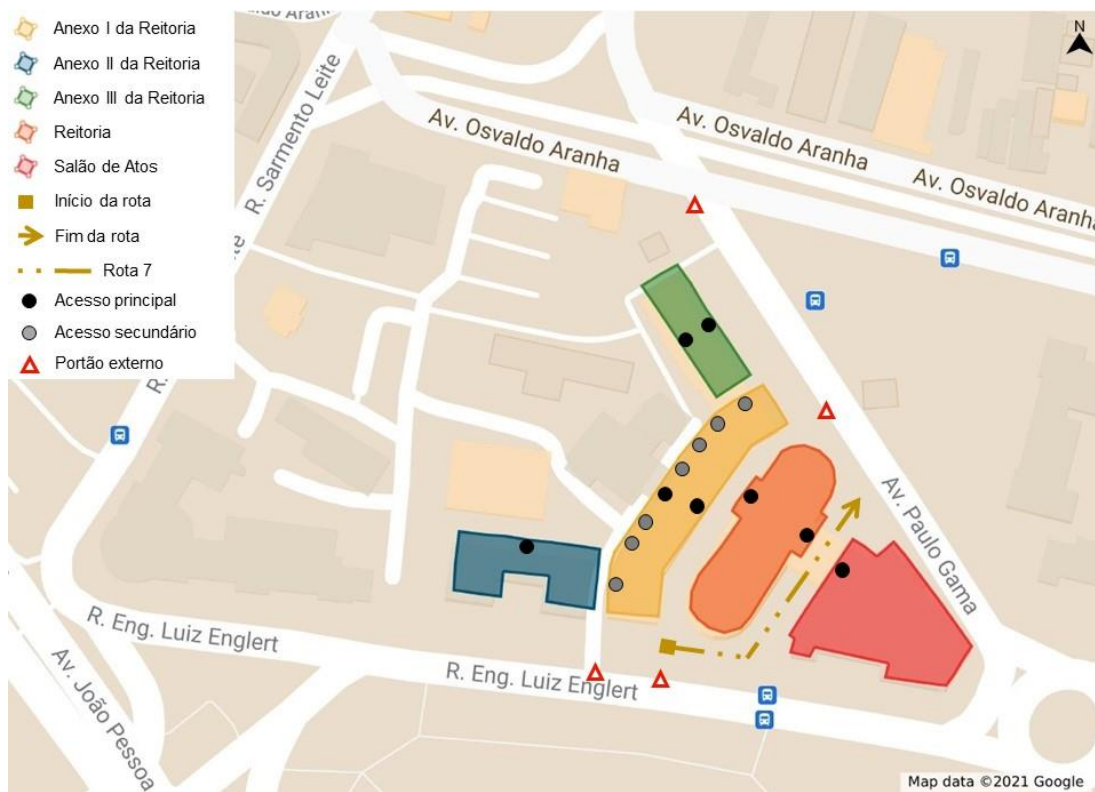 Anexo I da Reitoria
Anexo II da Reitoria
Anexo III da Reitoria
Reitoria
Salão de Atos
Início da rota
Fim da rota
Rota 7
Acesso principal
Acesso secundário
Portão externo
N
R. Sarmento Leite
Av. Osvaldo Aranha
Av. Osvaldo Aranha
Av. Osvaldo Aranha
Av. Paulo Gama
R. Eng. Luiz Englert
R. Eng. Luiz Englert
Av. João Pessoa
Map data ©2021 Google